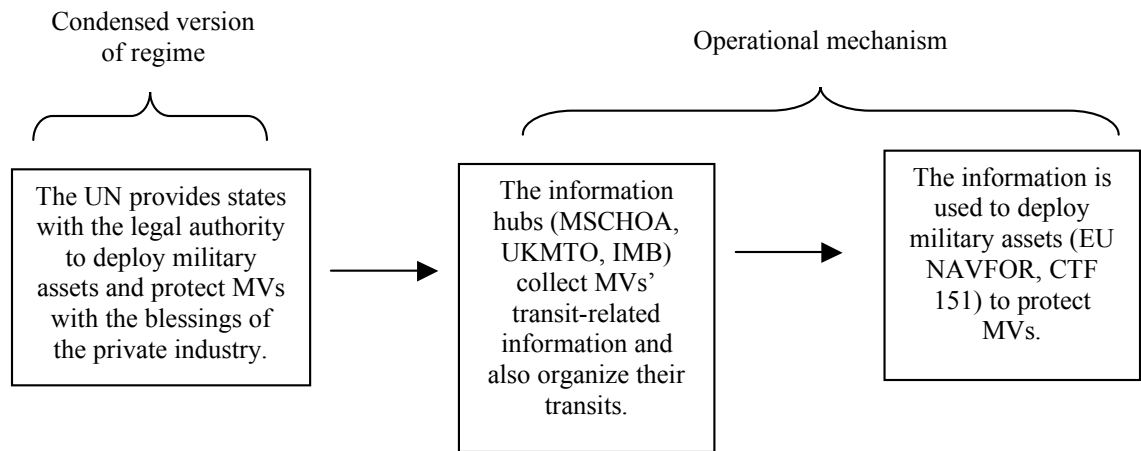 Condensed version
of regime
Operational mechanism
The UN provides states
with the legal authority
to deploy military
assets and protect MVs
with the blessings of
the private industry.
The information
hubs (MSCHOA,
UKMTO, IMB)
collect MVs’
transit-related
information and
also organize their
transits.
The information is
used to deploy
military assets (EU
NAVFOR, CTF
151) to protect
MVs.